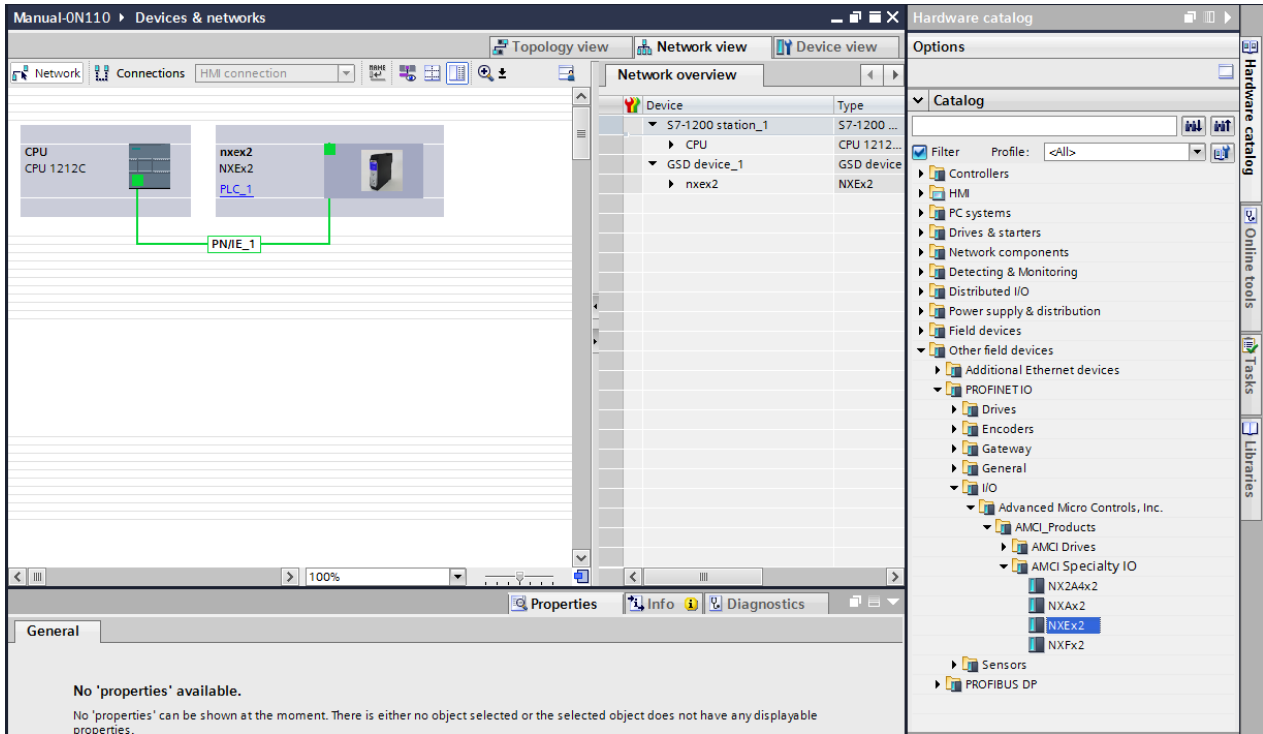 Manual-0N110 ▸ Devices & networks
Topology view
Network view
Device view
Network
Connections
HMI connection
CPU
CPU 1212C
nxex2
NXEx2
PLC_1
PN/IE_1
100%
Network overview
Device Type
S7-1200 station_1 S7-1200 ...
CPU CPU 1212...
GSD device_1 GSD device
nxex2 NXEx2
Properties
Info
Diagnostics
General
No 'properties' available.
No 'properties' can be shown at the moment. There is either no object selected or the selected object does not have any displayable
properties.
Hardware catalog
Options
Catalog
Filter Profile: <All>
Controllers
HMI
PC systems
Drives & starters
Network components
Detecting & Monitoring
Distributed I/O
Power supply & distribution
Field devices
Other field devices
Additional Ethernet devices
PROFINET IO
Drives
Encoders
Gateway
General
I/O
Advanced Micro Controls, Inc.
AMCI_Products
AMCI Drives
AMCI Specialty IO
NX2A4x2
NXAx2
NXEx2
NXFx2
Sensors
PROFIBUS DP
Hardware catalog
Online tools
Tasks
Libraries